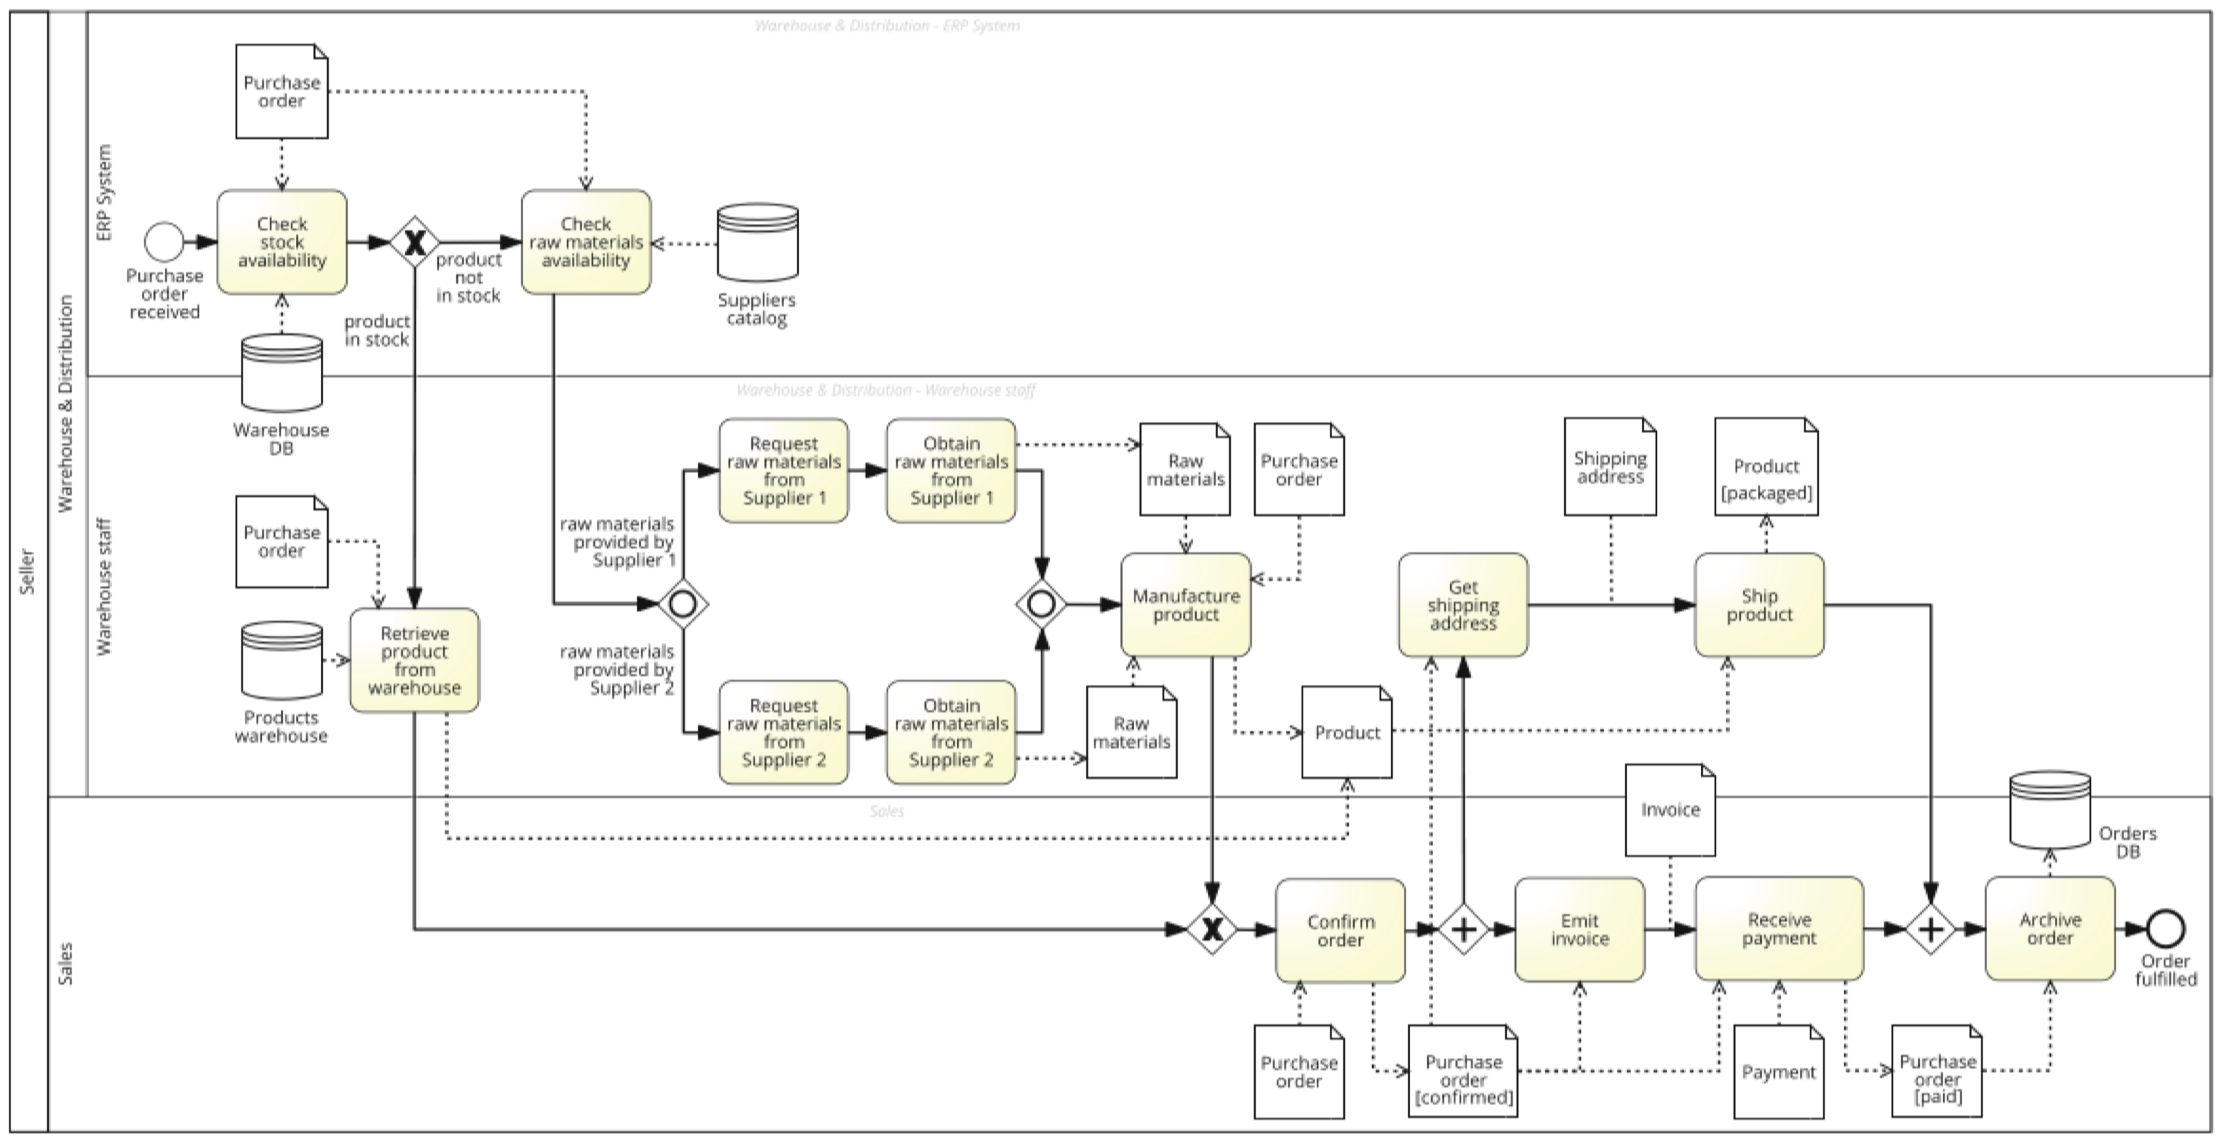 Warehouse & Distribution - ERP System
Purchase
order
ERP System
Check
stock
availability
Check
raw materials
availability
Purchase
order
received
product
not
in stock
product
in stock
Suppliers
catalog
Warehouse
DB
Seller
Warehouse & Distribution
Warehouse & Distribution - Warehouse staff
Warehouse staff
Purchase
order
Products
warehouse
Retrieve
product
from
warehouse
raw materials
provided by
Supplier 1
raw materials
provided by
Supplier 2
Request
raw materials
from
Supplier 1
Obtain
raw materials
from
Supplier 1
Request
raw materials
from
Supplier 2
Obtain
raw materials
from
Supplier 2
Raw
materials
Purchase
order
Manufacture
product
Raw
materials
Product
Get
shipping
address
Shipping
address
Product
[packaged]
Ship
product
Sales
Sales
Invoice
Orders
DB
Confirm
order
Emit
invoice
Receive
payment
Archive
order
Order
fulfilled
Purchase
order
Purchase
order
[confirmed]
Payment
Purchase
order
[paid]